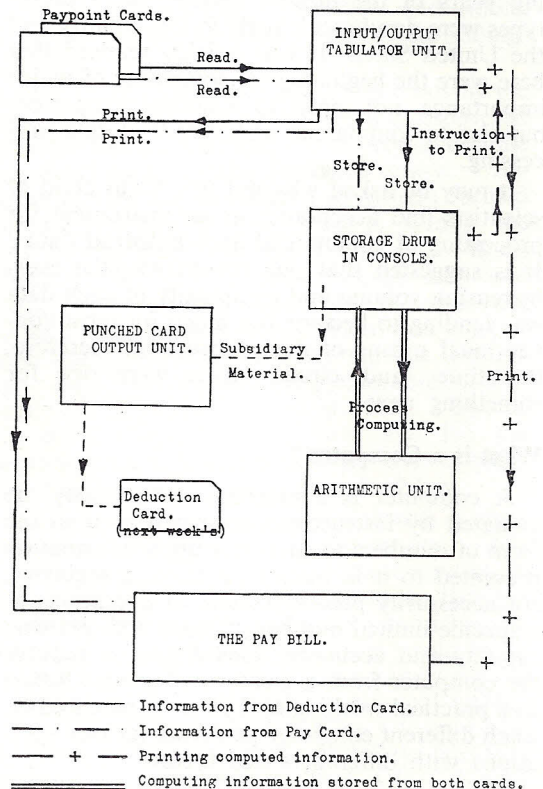 Paypoint Cards.
INPUT/OUTPUT
TABULATOR UNIT.
Read.
Read.
Print.
Print.
Instruction
to Print.
Store.
Store.
STORAGE DRUM
IN CONSOLE.
PUNCHED CARD
OUTPUT UNIT.
Subsidiary
Material.
Print.
Process
Computing.
ARITHMETIC UNIT.
Deduction
Card.
(next week's)
THE PAY BILL.
Information from Deduction Card.
Information from Pay Card.
Printing computed information.
Computing information stored from both cards.